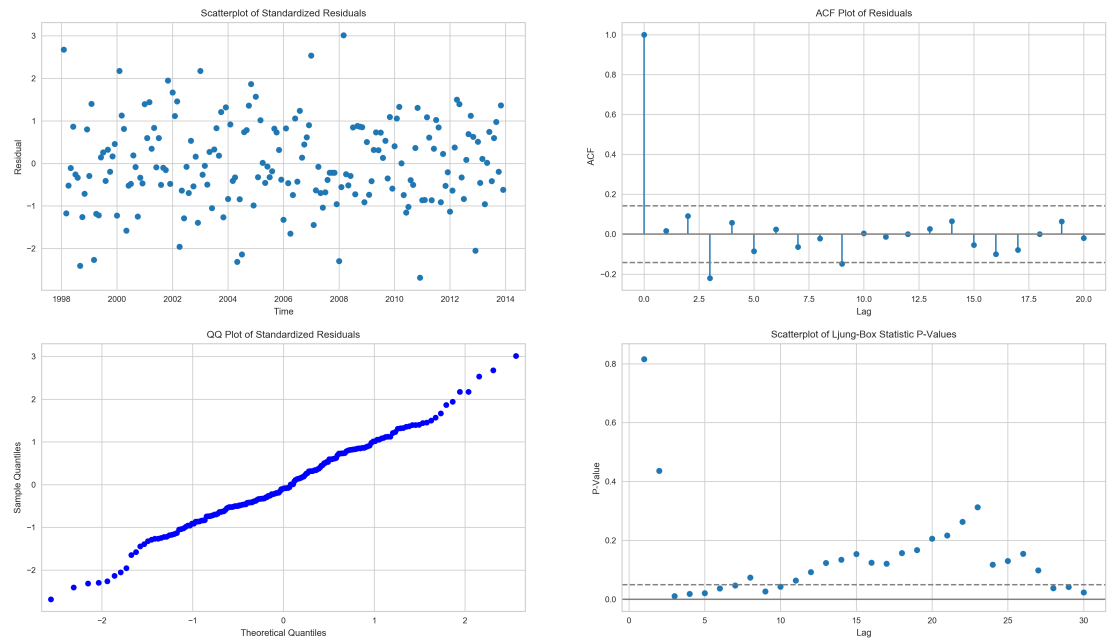 Scatterplot of Standardized Residuals
3
2
1
0
−1
−2
Residual
1998 2000 2002 2004 2006 2008 2010 2012 2014
Time
ACF Plot of Residuals
1.0
0.8
0.6
0.4
0.2
0.0
−0.2
ACF
0.0 2.5 5.0 7.5 10.0 12.5 15.0 17.5 20.0
Lag
QQ Plot of Standardized Residuals
3
2
1
0
−1
−2
Sample Quantiles
−2 −1 0 1 2
Theoretical Quantiles
Scatterplot of Ljung-Box Statistic P-Values
0.8
0.6
0.4
0.2
0.0
P-Value
0 5 10 15 20 25 30
Lag